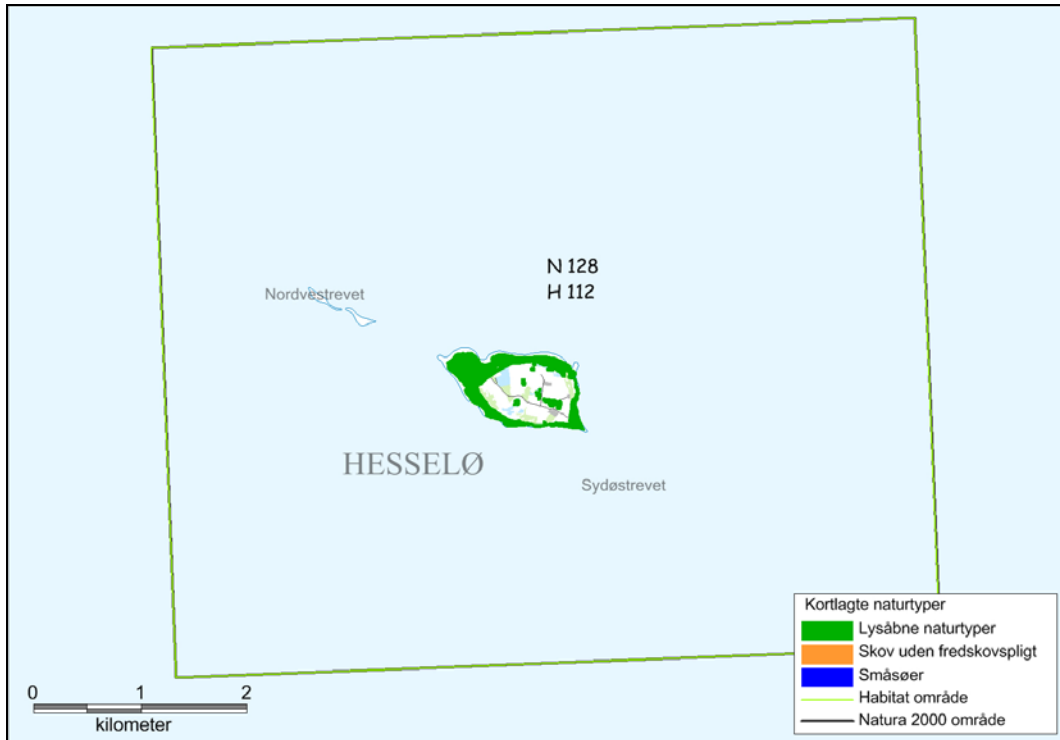 N 128
H 112
Nordvestrevet
HESSELØ
Sydøstrevet
Kortlagte naturtyper
Lysåbne naturtyper
Skov uden fredskovspligt
Småsøer
Habitat område
Natura 2000 område
0 1 2
kilometer